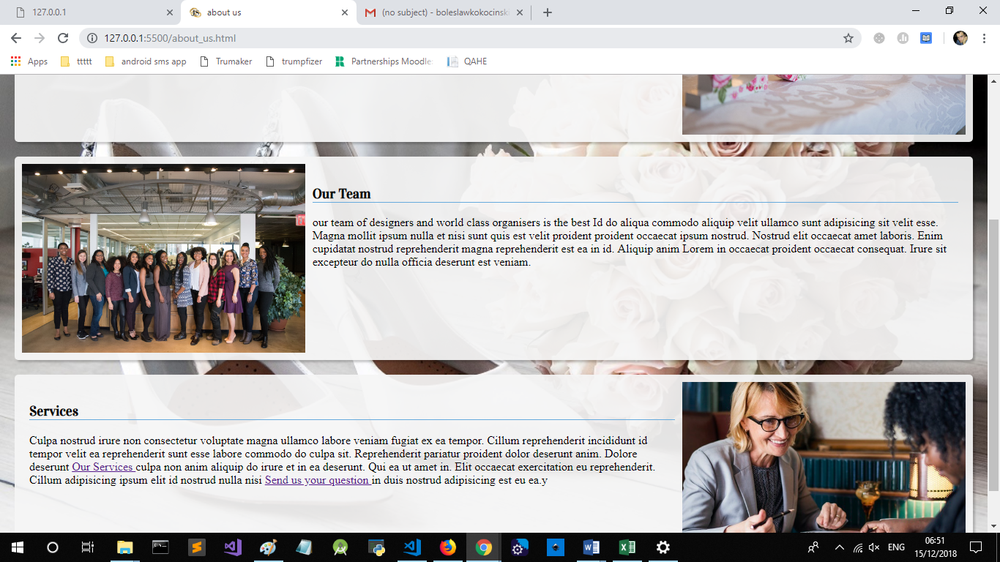 127.0.0.1
about us
(no subject) - boleslawkokocinsk
127.0.0.1:5500/about_us.html
Apps
ttttt
android sms app
Trumaker
trumpfizer
Partnerships Moodle
QAHE
Our Team
our team of designers and world class organisers is the best Id do aliqua commodo aliquip velit ullamco sunt adipisicing sit velit esse.
Magna mollit ipsum nulla et nisi sunt quis est velit proident proident occaecat ipsum nostrud. Nostrud elit occaecat amet laboris. Enim
cupidatat nostrud reprehenderit magna reprehenderit est ea in id. Aliquip anim Lorem in occaecat proident occaecat consequat. Irure sit
excepteur do nulla officia deserunt est veniam.
Services
Culpa nostrud irure non consectetur voluptate magna ullamco labore veniam fugiat ex ea tempor. Cillum reprehenderit incididunt id
tempor velit ea reprehenderit sunt esse labore commodo do culpa sit. Reprehenderit pariatur proident dolor deserunt anim. Dolore
deserunt Our Services culpa non anim aliquip do irure et in ea deserunt. Qui ea ut amet in. Elit occaecat exercitation eu reprehenderit.
Cillum adipisicing ipsum elit id nostrud nulla nisi Send us your question in duis nostrud adipisicing est eu ea.y
ENG
06:51
15/12/2018